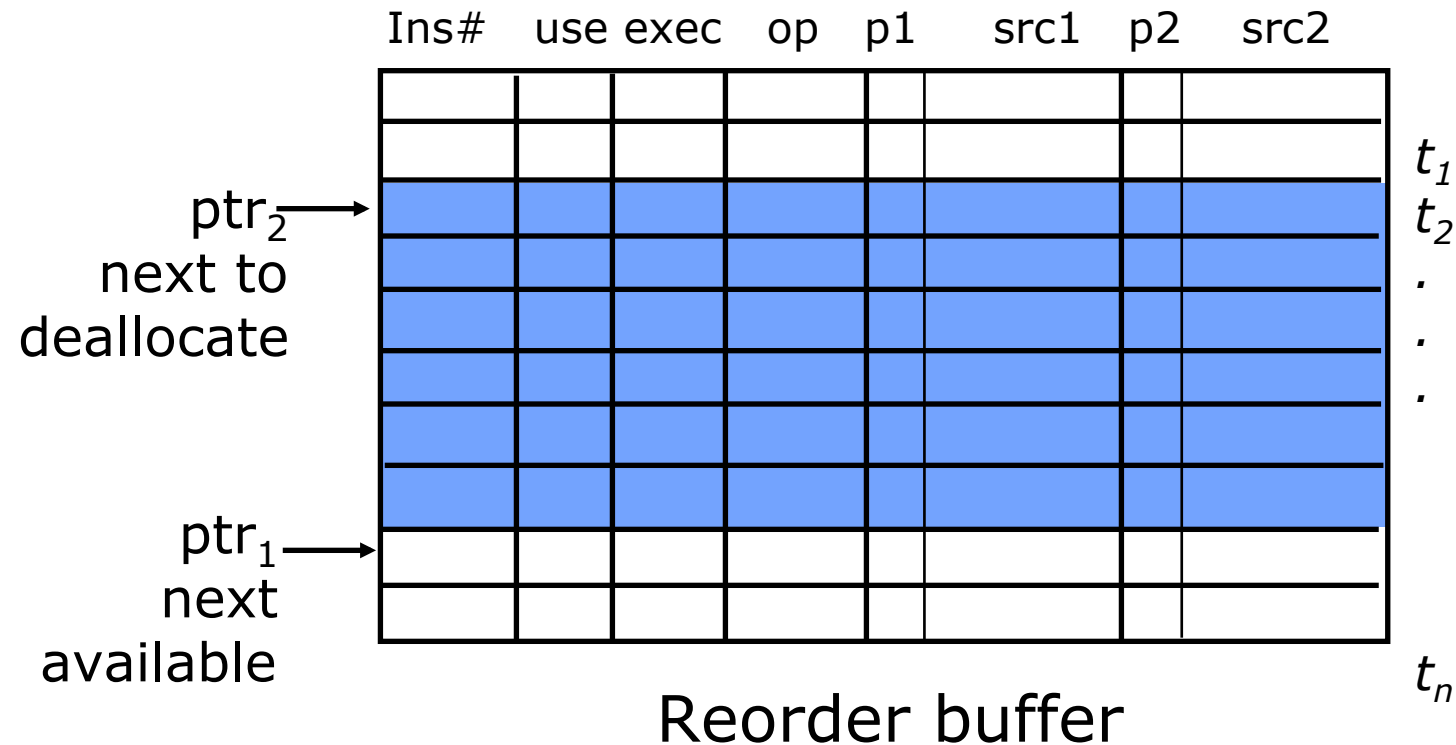 Ins# use exec op p1 src1 p2 src2
t₁
ptr₂
t₂
next to
.
deallocate
.
.
ptr₁
next
available
tₙ
Reorder buffer